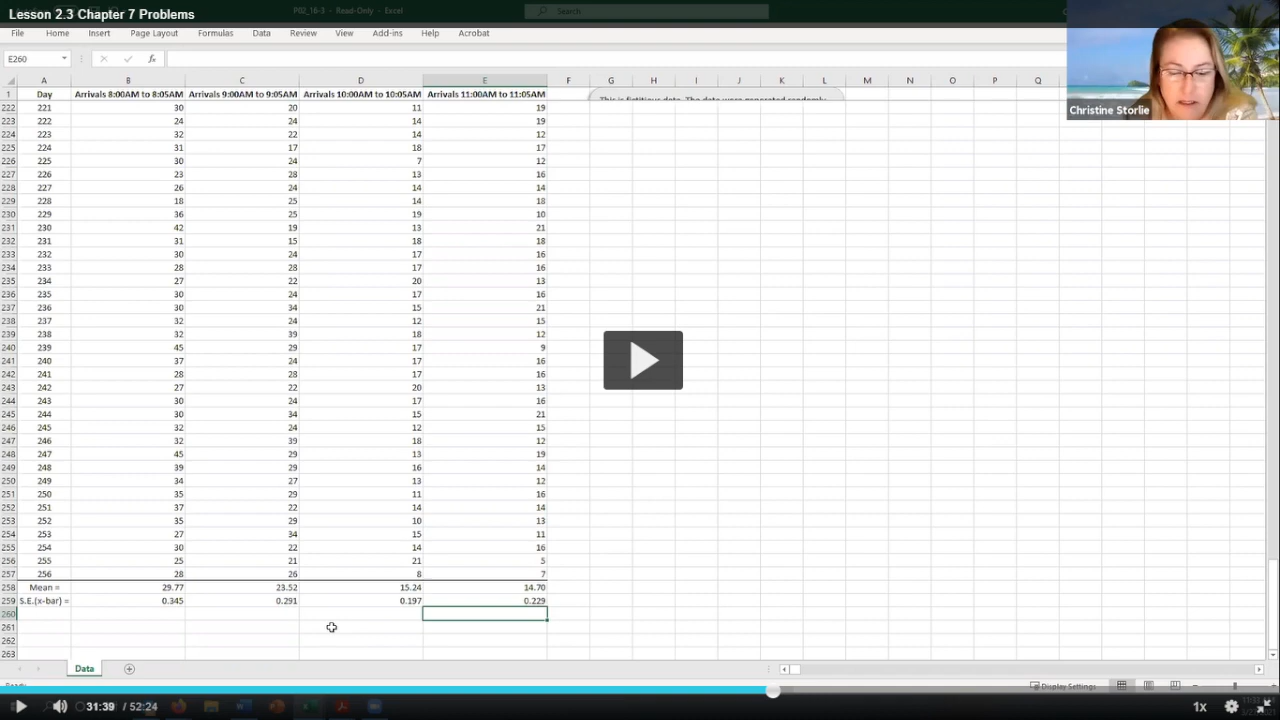 Lesson 2.3 Chapter 7 Problems
P02_16-3 - Read-Only - Excel
Search
File Home Insert Page Layout Formulas Data Review View Add-ins Help Acrobat
E260 fx
A B C D E F G H I J K L M N O P Q
1 Day Arrivals 8:00AM to 8:05AM Arrivals 9:00AM to 9:05AM Arrivals 10:00AM to 10:05AM Arrivals 11:00AM to 11:05AM This is fictitious data. The data were generated randomly
Christine Storlie
222 221 30 20 11 19
223 222 24 24 14 19
224 223 32 22 14 12
225 224 31 17 18 17
226 225 30 24 7 12
227 226 23 28 13 16
228 227 26 24 14 14
229 228 18 25 14 18
230 229 36 25 19 10
231 230 42 19 13 21
232 231 31 15 18 18
233 232 30 24 17 16
234 233 28 28 17 16
235 234 27 22 20 13
236 235 30 24 17 16
237 236 30 34 15 21
238 237 32 24 12 15
239 238 32 39 18 12
240 239 45 29 17 9
241 240 37 24 17 16
242 241 28 28 17 16
243 242 27 22 20 13
244 243 30 24 17 16
245 244 30 34 15 21
246 245 32 24 12 15
247 246 32 39 18 12
248 247 45 29 13 19
249 248 39 29 16 14
250 249 34 27 13 12
251 250 35 29 11 16
252 251 37 22 14 14
253 252 35 29 10 13
254 253 27 34 15 11
255 254 30 22 14 16
256 255 25 21 21 5
257 256 28 26 8 7
258 Mean = 29.77 23.52 15.24 14.70
259 S.E.(x-bar) = 0.345 0.291 0.197 0.229
260
261
262
263
Data
Ready Display Settings
31:39 / 52:24 1x